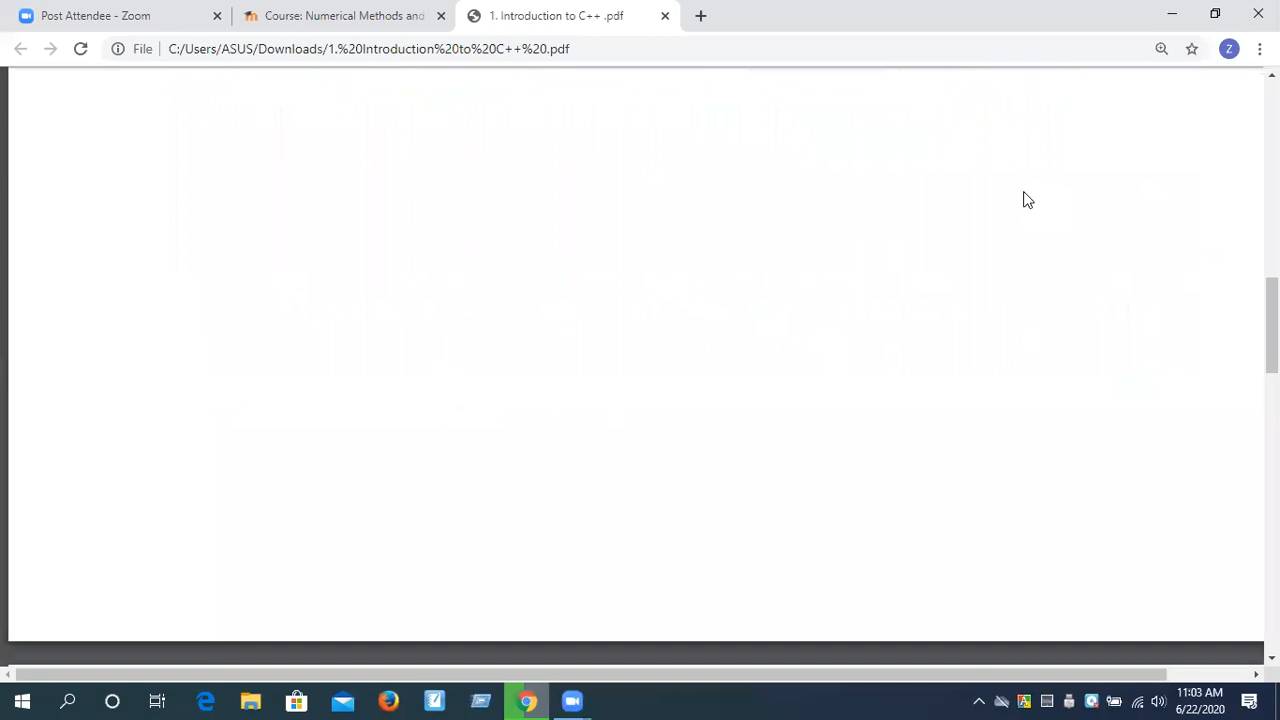 Post Attendee - Zoom
Course: Numerical Methods and
1. Introduction to C++ .pdf
File
C:/Users/ASUS/Downloads/1.%20Introduction%20to%20C++%20.pdf
Z
11:03 AM
6/22/2020